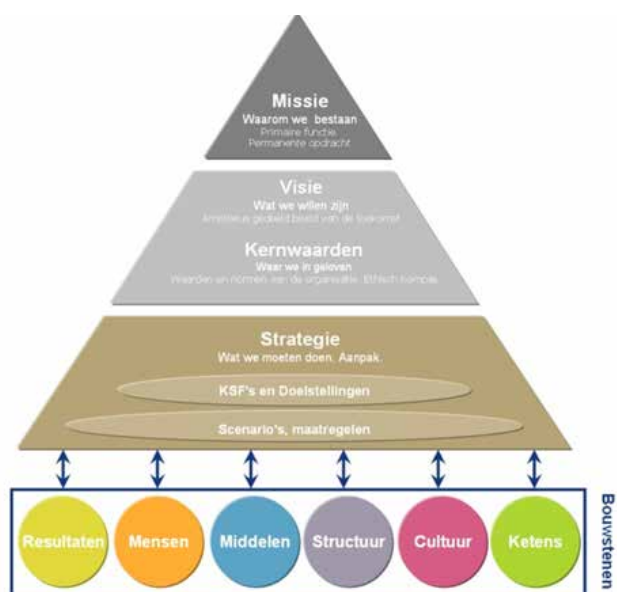 Missie
Waarom we bestaan
Primaire functie
Permanente opdracht
Visie
Wat we willen zijn
Ambitieus gedeeld beeld van de toekomst
Kernwaarden
Waar we in geloven
Waarden en normen van de organisatie. Ethisch kompas
Strategie
Wat we moeten doen. Aanpak.
KSF's en Doelstellingen
Scenario's, maatregelen
Resultaten
Mensen
Middelen
Structuur
Cultuur
Ketens
Bouwstenen